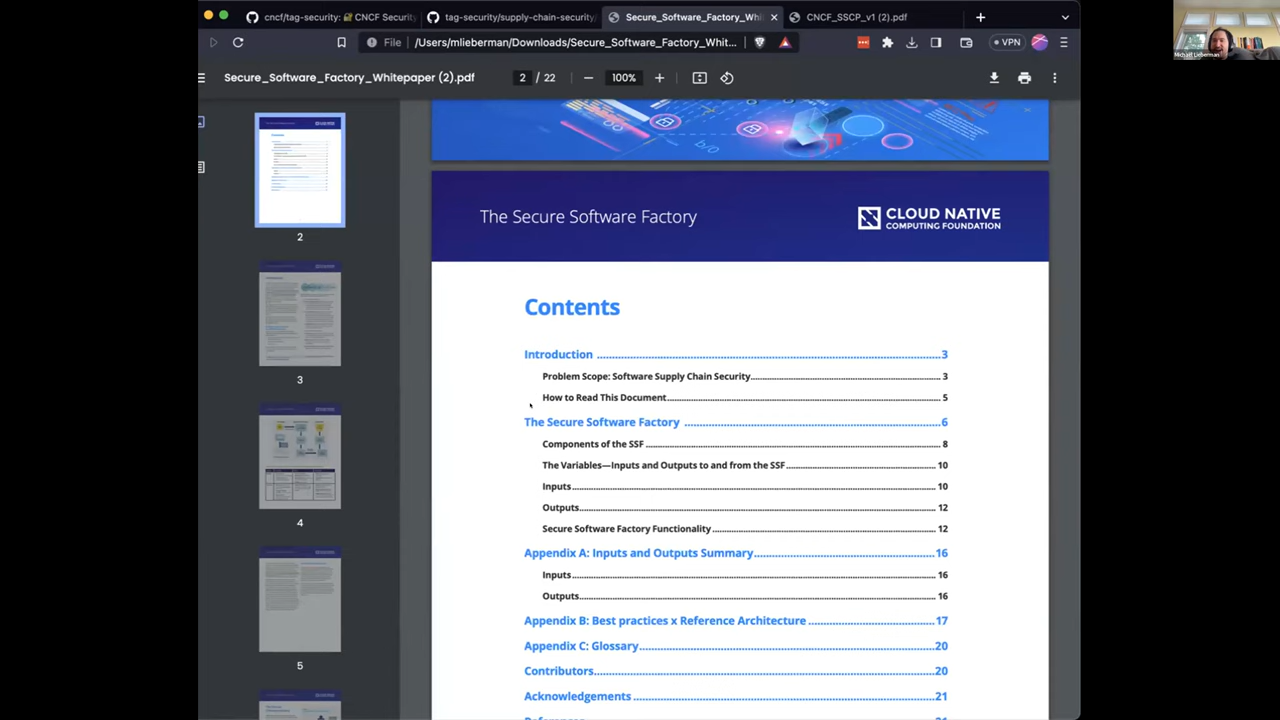 cncf/tag-security: 🔐 CNCF Securit
tag-security/supply-chain-security/
Secure_Software_Factory_Whi
CNCF_SSCP_v1 (2).pdf
File
/Users/mlieberman/Downloads/Secure_Software_Factory_Whit...
VPN
Secure_Software_Factory_Whitepaper (2).pdf
2 / 22
100%
Michael Lieberman
The Secure Software Factory
CLOUD NATIVE
COMPUTING FOUNDATION
Contents
Introduction 3
Problem Scope: Software Supply Chain Security 3
How to Read This Document 5
The Secure Software Factory 6
Components of the SSF 8
The Variables—Inputs and Outputs to and from the SSF 10
Inputs 10
Outputs 12
Secure Software Factory Functionality 12
Appendix A: Inputs and Outputs Summary 16
Inputs 16
Outputs 16
Appendix B: Best practices x Reference Architecture 17
Appendix C: Glossary 20
Contributors 20
Acknowledgements 21
2
3
4
5